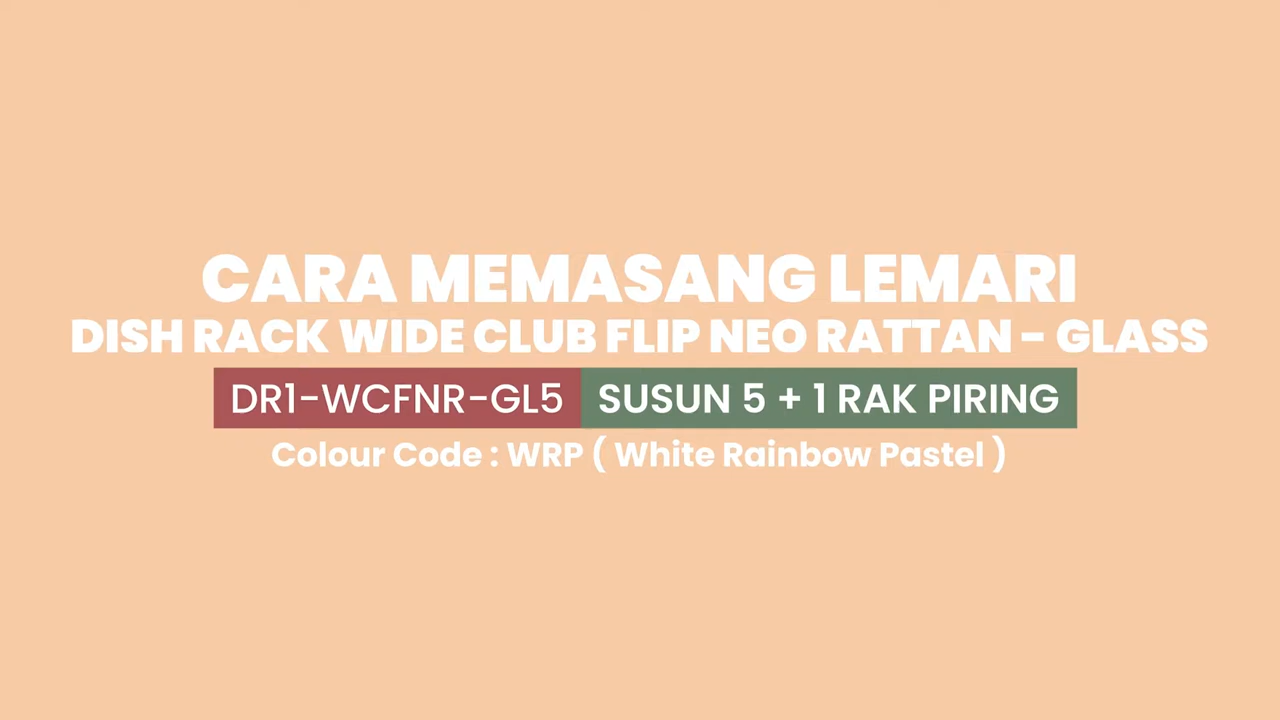 CARA MEMASANG LEMARI
DISH RACK WIDE CLUB FLIP NEO RATTAN - GLASS
DR1-WCFNR-GL5 SUSUN 5 + 1 RAK PIRING
Colour Code : WRP ( White Rainbow Pastel )